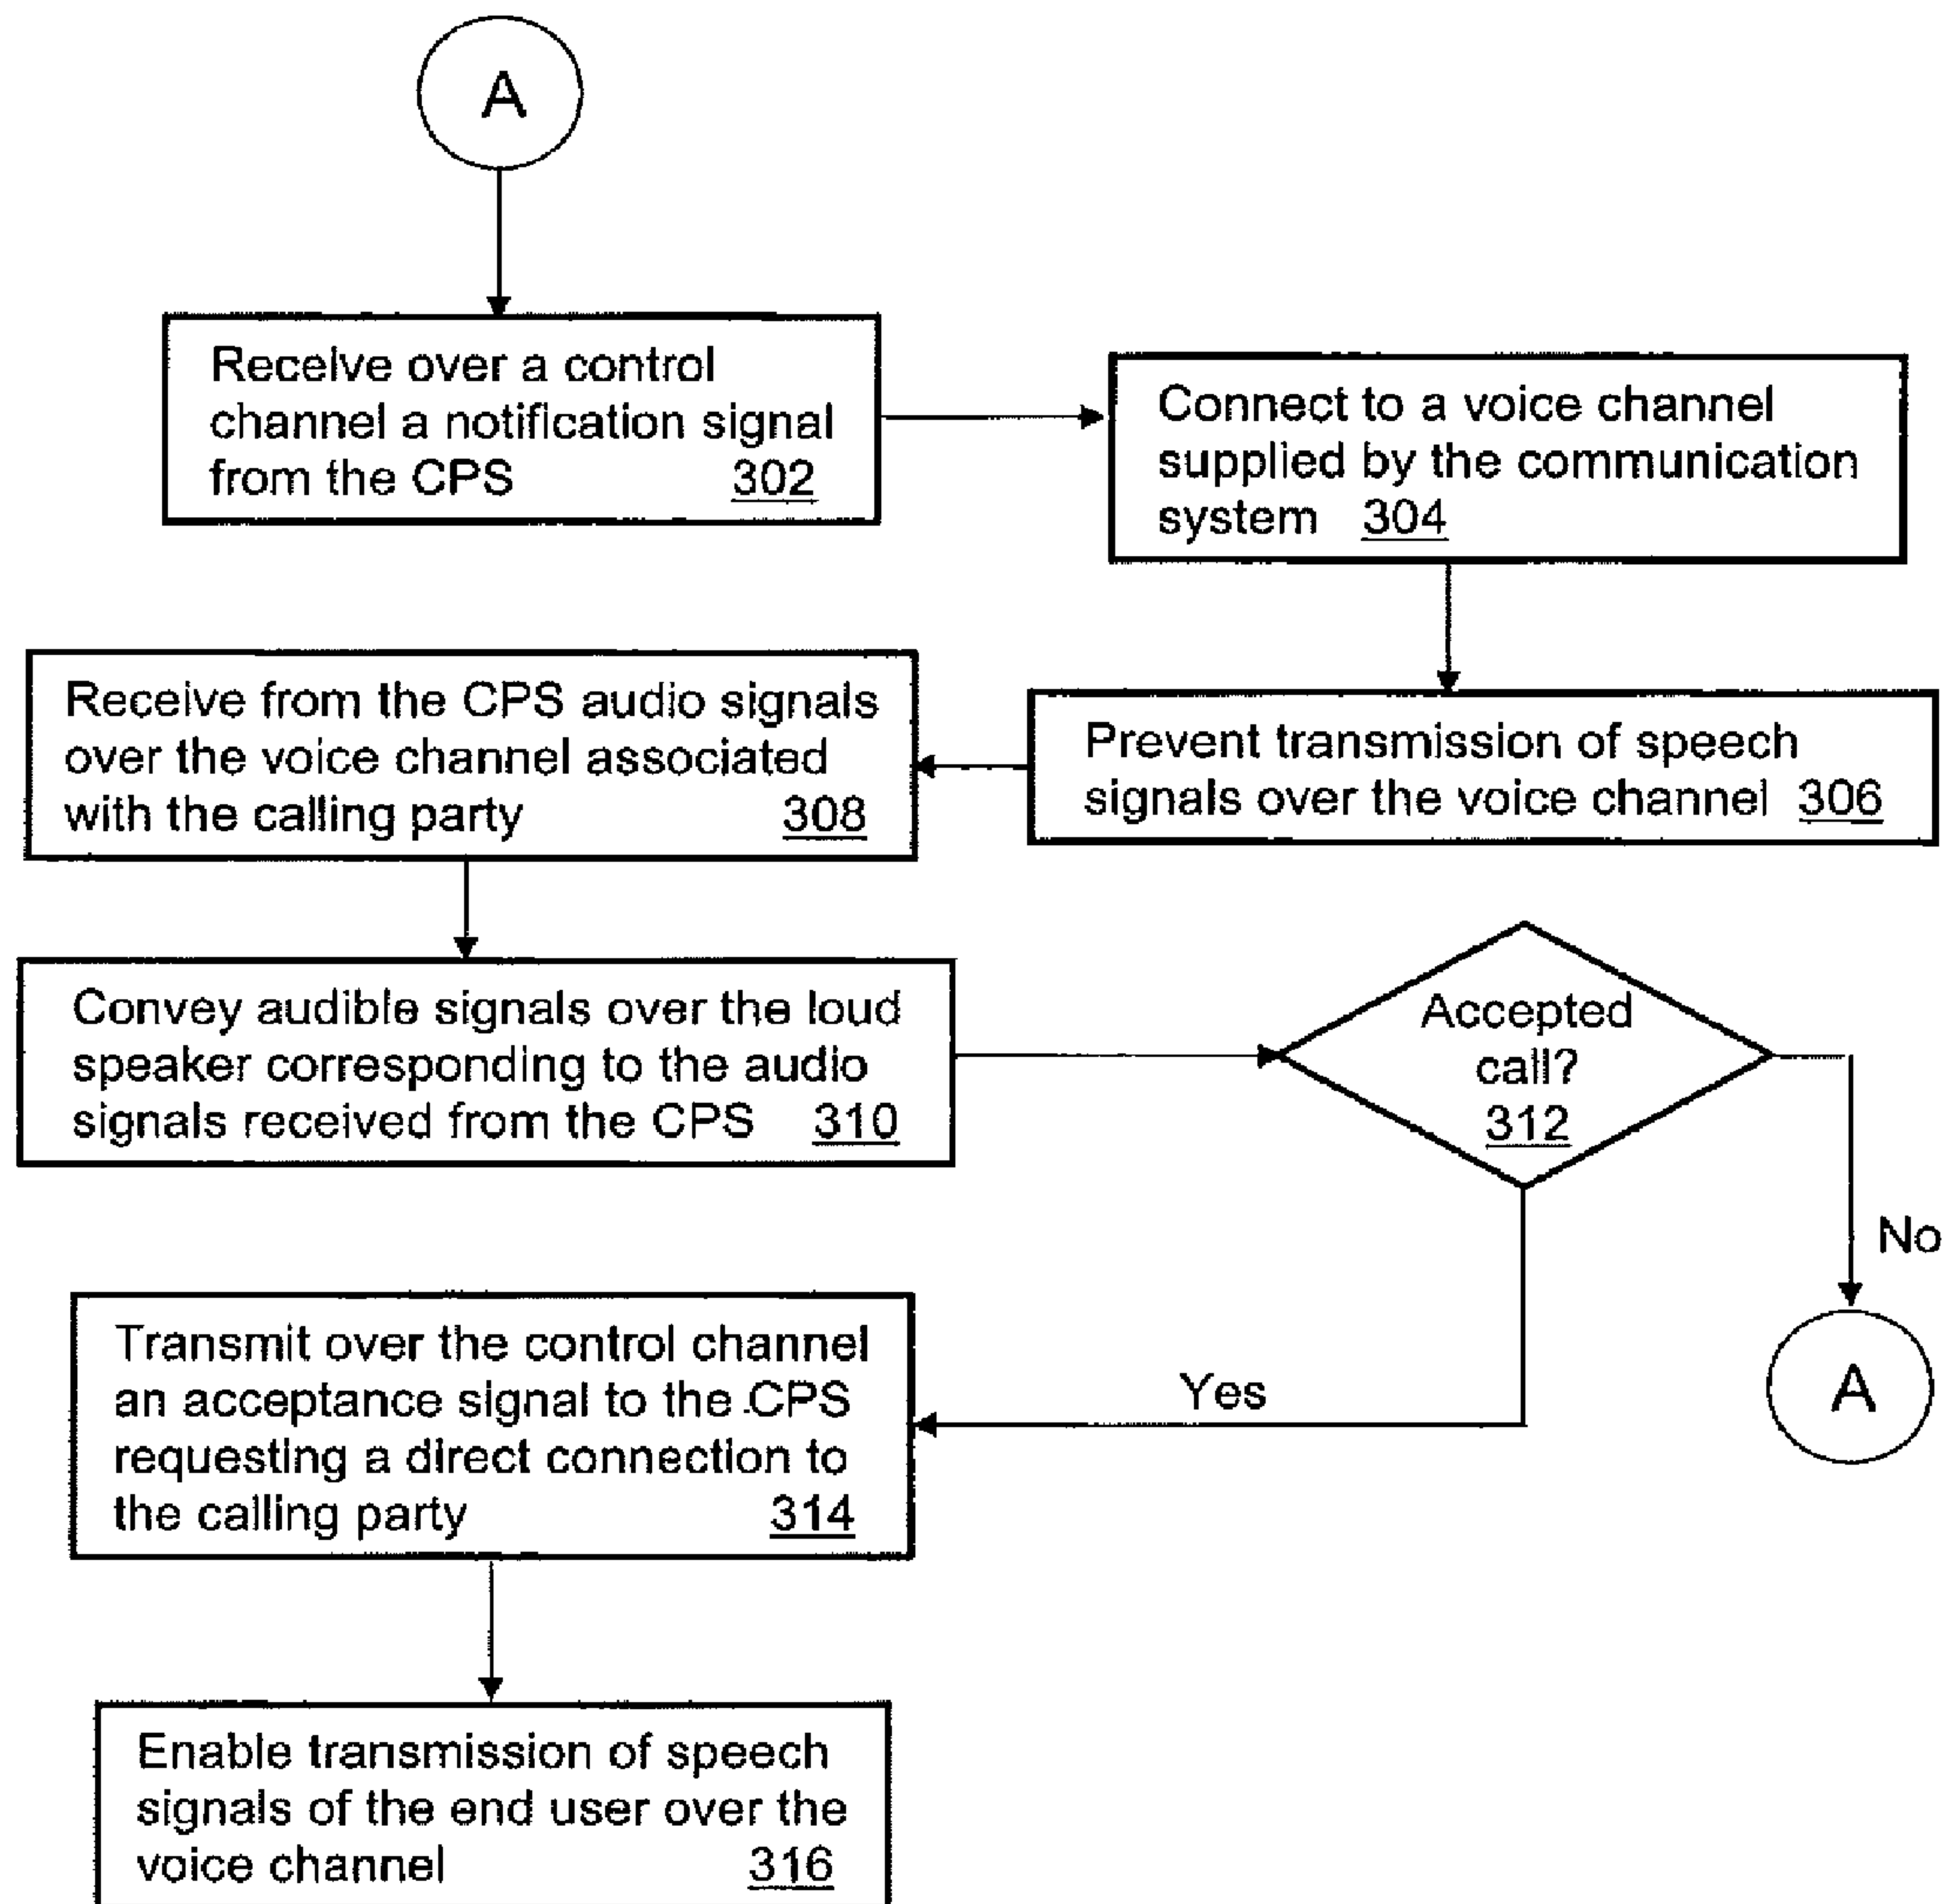 A
Receive over a control
channel a notification signal
from the CPS 302
Connect to a voice channel
supplied by the communication
system 304
Prevent transmission of speech
signals over the voice channel 306
Receive from the CPS audio signals
over the voice channel associated
with the calling party 308
Convey audible signals over the loud
speaker corresponding to the audio
signals received from the CPS 310
Accepted
call?
312
No
A
Yes
Transmit over the control channel
an acceptance signal to the CPS
requesting a direct connection to
the calling party 314
Enable transmission of speech
signals of the end user over the
voice channel 316